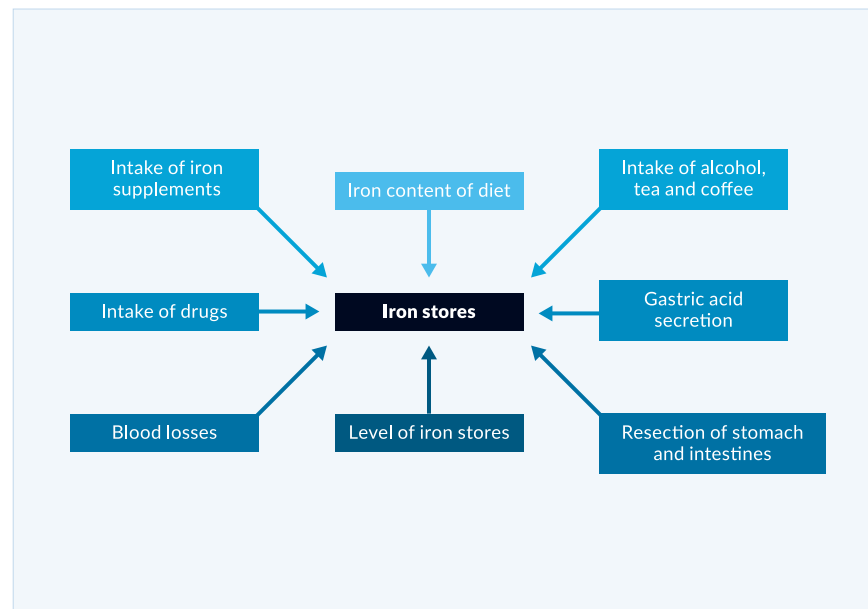 Intake of iron
supplements
Iron content of diet
Intake of alcohol,
tea and coffee
Intake of drugs
Iron stores
Gastric acid
secretion
Blood losses
Level of iron stores
Resection of stomach
and intestines